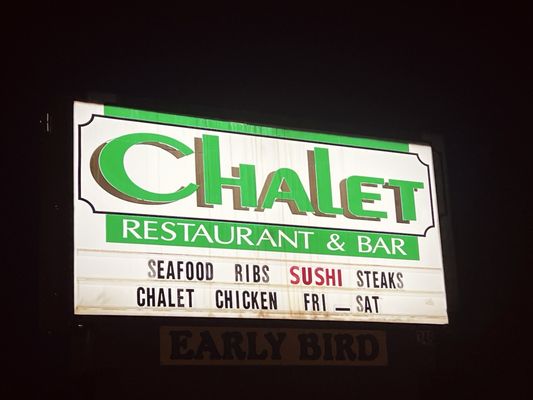 CHALET
RESTAURANT & BAR
SEAFOOD RIBS SUSHI STEAKS
CHALET CHICKEN FRI _ SAT
EARLY BIRD